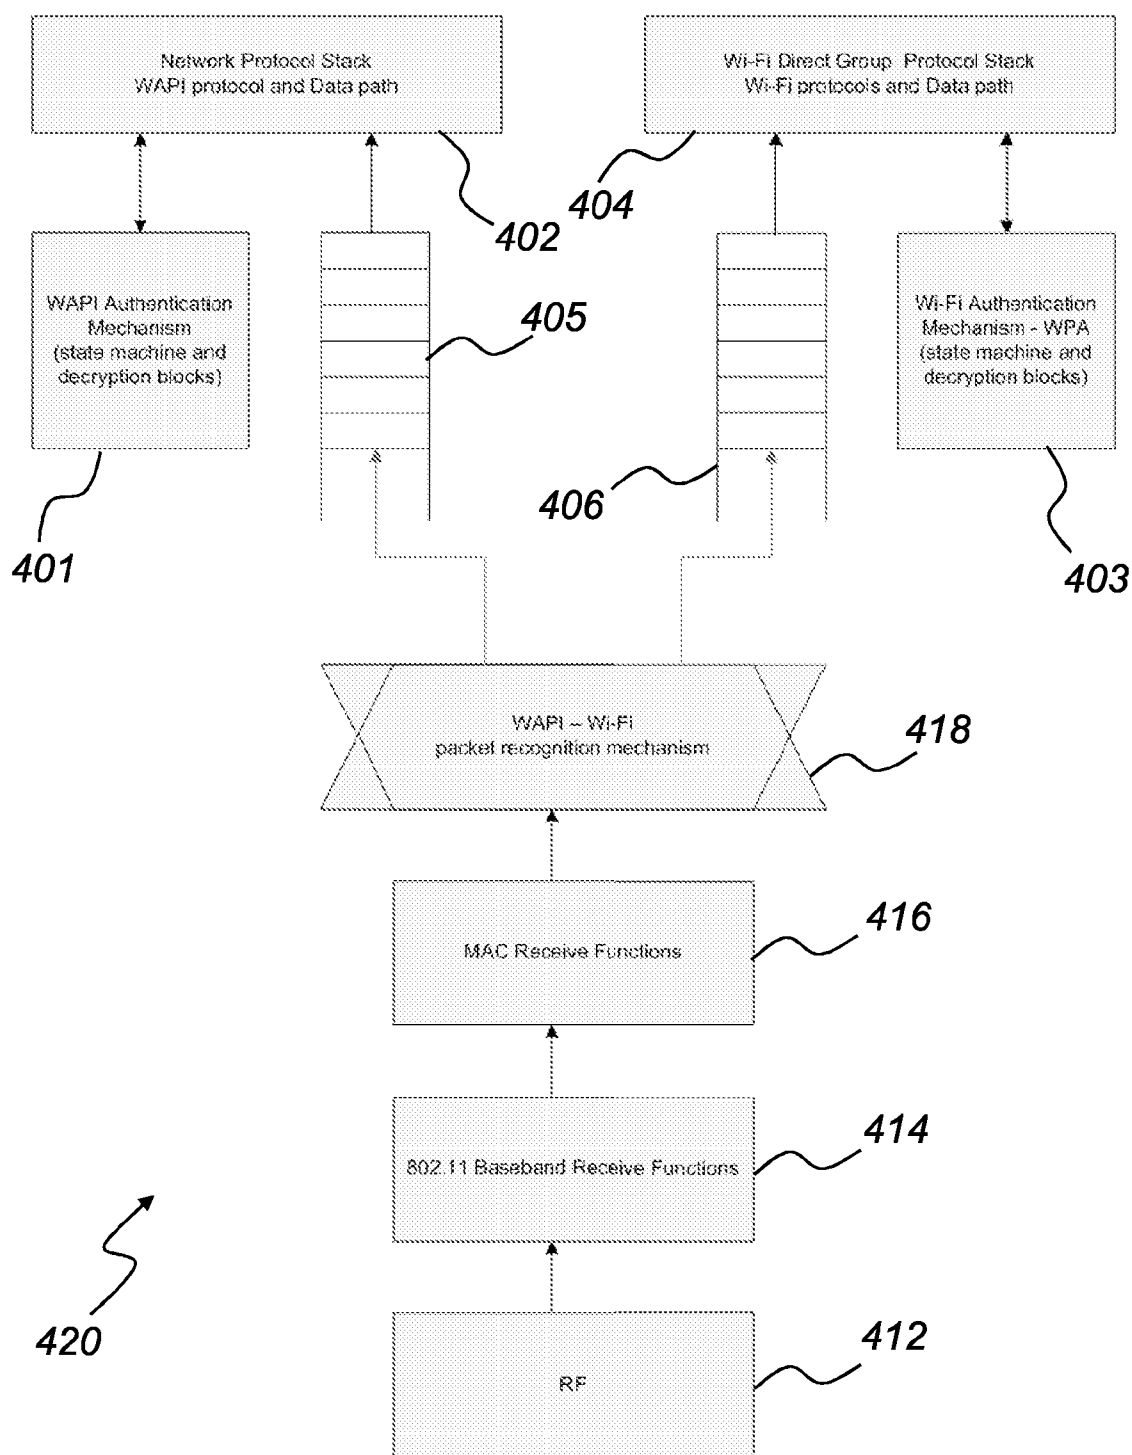 Network Protocol Stack
WAPI protocol and Data path
Wi-Fi Direct Group Protocol Stack
Wi-Fi protocols and Data path
402
404
WAPI Authentication
Mechanism
(state machine and
decryption blocks)
405
Wi-Fi Authentication
Mechanism - WPA
(state machine and
decryption blocks)
406
401
403
WAPI – Wi-Fi
packet recognition mechanism
418
MAC Receive Functions
416
802.11 Baseband Receive Functions
414
420
RF
412